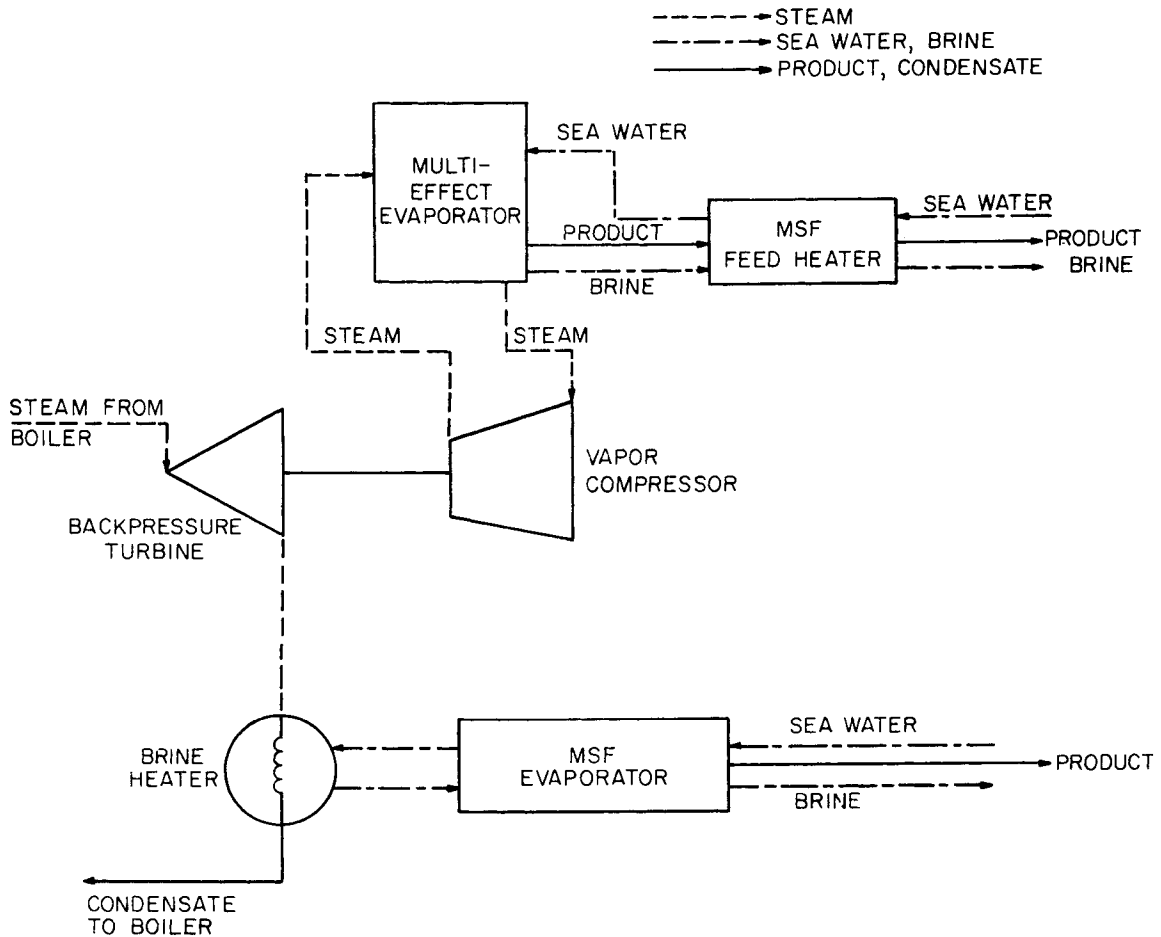 STEAM
SEA WATER, BRINE
PRODUCT, CONDENSATE
MULTI-
EFFECT
EVAPORATOR
SEA WATER
PRODUCT
BRINE
MSF
FEED HEATER
SEA WATER
PRODUCT
BRINE
STEAM
STEAM
STEAM FROM
BOILER
BACKPRESSURE
TURBINE
VAPOR
COMPRESSOR
BRINE
HEATER
MSF
EVAPORATOR
SEA WATER
PRODUCT
BRINE
CONDENSATE
TO BOILER